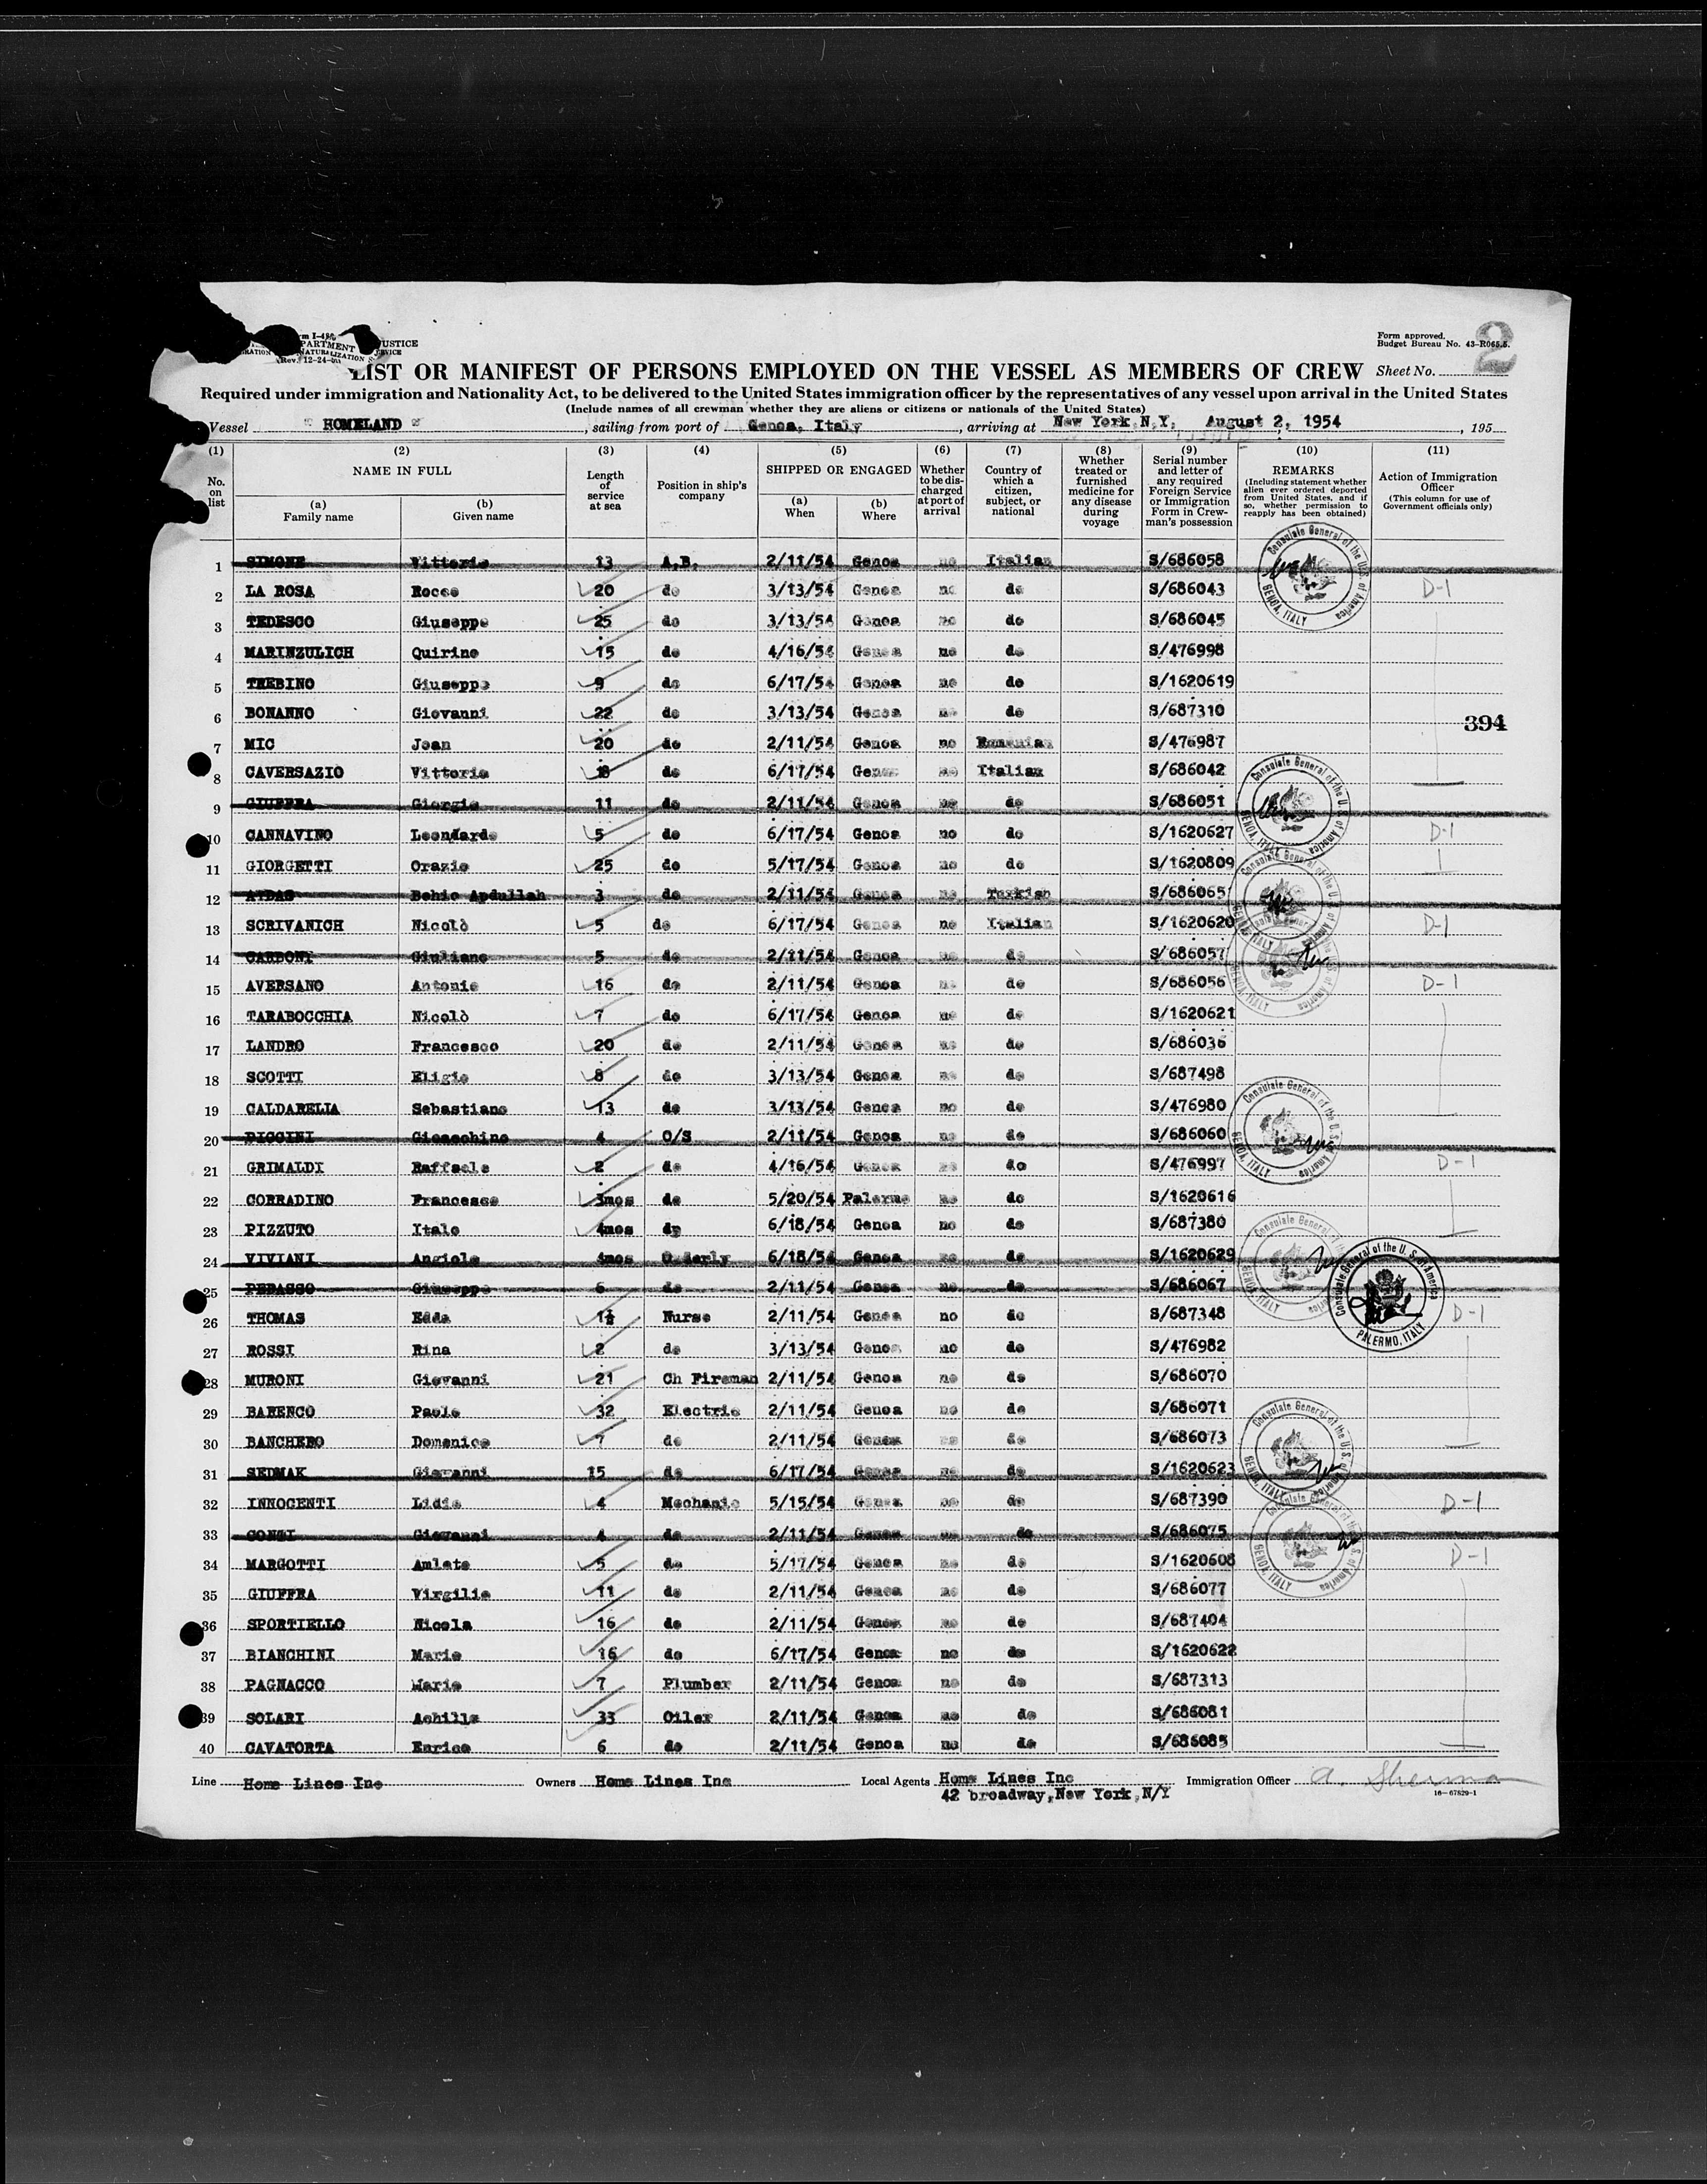 Form approved.
Budget Bureau No. 43-R065.5.
2
LIST OR MANIFEST OF PERSONS EMPLOYED ON THE VESSEL AS MEMBERS OF CREW Sheet No.
Required under immigration and Nationality Act, to be delivered to the United States immigration officer by the representatives of any vessel upon arrival in the United States
(Include names of all crewman whether they are aliens or citizens or nationals of the United States)
Vessel " HOMELAND ", sailing from port of Genoa, Italy, arriving at New York N.Y. August 2, 1954, 195
(1) No. on list (2) NAME IN FULL (a) Family name (b) Given name (3) Length of service at sea (4) Position in ship's company (5) SHIPPED OR ENGAGED (a) When (b) Where (6) Whether to be discharged at port of arrival (7) Country of which a citizen, subject, or national (8) Whether treated or furnished medicine for any disease during voyage (9) Serial number and letter of any required Foreign Service or Immigration Form in Crewman's possession (10) REMARKS (Including statement whether alien ever ordered deported from United States, and if so, whether permission to reapply has been obtained) (11) Action of Immigration Officer (This column for use of Government officials only)
1 SIMONE Vittorio 13 A.B. 2/11/54 Genoa no Italian S/686058
2 LA ROSA Rocco 20 do 3/13/54 Genoa no do S/686043 D-1
3 TEDESCO Giuseppe 25 do 3/13/54 Genoa no do S/686045
4 MARINZULICH Quirino 15 do 4/16/54 Genoa no do S/476998
5 TREBINO Giuseppe 9 do 6/17/54 Genoa no do S/1620619
6 BONANNO Giovanni 22 do 3/13/54 Genoa no do S/687310
394
7 MIC Joan 20 do 2/11/54 Genoa no Romanian S/476987
8 CAVERSAZIO Vittorio do 6/17/54 Genoa no Italian S/686042
9 GIUFFRA Giorgio 11 do 2/11/54 Genoa no do S/686051
10 CANNAVINO Leonardo 5 do 6/17/54 Genoa no do S/1620627 D-1
11 GIORGETTI Orazio 25 do 5/17/54 Genoa no do S/1620809
12 AYDAS Behic Apdullah 3 do 2/11/54 Genoa no Turkish S/686065
13 SCRIVANICH Nicolò 5 do 6/17/54 Genoa no Italian S/1620620 D-1
14 CARBONI Giuliano 5 do 2/11/54 Genoa no do S/686057
15 AVERSANO Antonio 16 do 2/11/54 Genoa no do S/686056 D-1
16 TARABOCCHIA Nicolò 7 do 6/17/54 Genoa no do S/1620621
17 LANDRO Francesco 20 do 2/11/54 Genoa no do S/686036
18 SCOTTI Eligio 8 do 3/13/54 Genoa no do S/687498
19 CALDARELIA Sebastiano 13 do 3/13/54 Genoa no do S/476980
20 PICCINI Gioacchino 4 O/S 2/11/54 Genoa no do S/686060
21 GRIMALDI Raffaele 2 do 4/16/54 Genoa no do S/476997 D-1
22 CORRADINO Francesco 3mos do 5/20/54 Palermo no do S/1620616
23 PIZZUTO Italo 4mos do 6/18/54 Genoa no do S/687380
24 VIVIANI Angiolo 4mos Orderly 6/18/54 Genoa no do S/1620629
25 PERASSO Giuseppe 6 do 2/11/54 Genoa no do S/686067
26 THOMAS Edda 1½ Nurse 2/11/54 Genoa no do S/687348 D-1
27 ROSSI Rina 2 do 3/13/54 Genoa no do S/476982
28 MURONI Giovanni 21 Ch Fireman 2/11/54 Genoa no do S/686070
29 BARENCO Paolo 32 Electric 2/11/54 Genoa no do S/686071
30 BANCHERO Domenico 7 do 2/11/54 Genoa no do S/686073
31 SEDMAK Giovanni 15 do 6/17/54 Genoa no do S/1620623
32 INNOCENTI Lidio 4 Mechanic 5/15/54 Genoa no do S/687390 D-1
33 CONTI Giovanni 4 do 2/11/54 Genoa no do S/686075
34 MARGOTTI Amleto 5 do 5/17/54 Genoa no do S/1620608 D-1
35 GIUFFRA Virgilio 11 do 2/11/54 Genoa no do S/686077
36 SPORTIELLO Nicola 16 do 2/11/54 Genoa no do S/687404
37 BIANCHINI Mario 16 do 6/17/54 Genoa no do S/1620622
38 PAGNACCO Mario 7 Plumber 2/11/54 Genoa no do S/687313
39 SOLARI Achille 33 Oiler 2/11/54 Genoa no do S/686081
40 CAVATORTA Enrico 6 do 2/11/54 Genoa no do S/686085
Consulate General of the U. S. of America GENOA, ITALY
Consulate General of the U. S. of America PALERMO, ITALY
Line Home Lines Inc Owners Home Lines Inc Local Agents Home Lines Inc Immigration Officer A. Sherman
42 broadway, New York, N/Y
16—67829-1